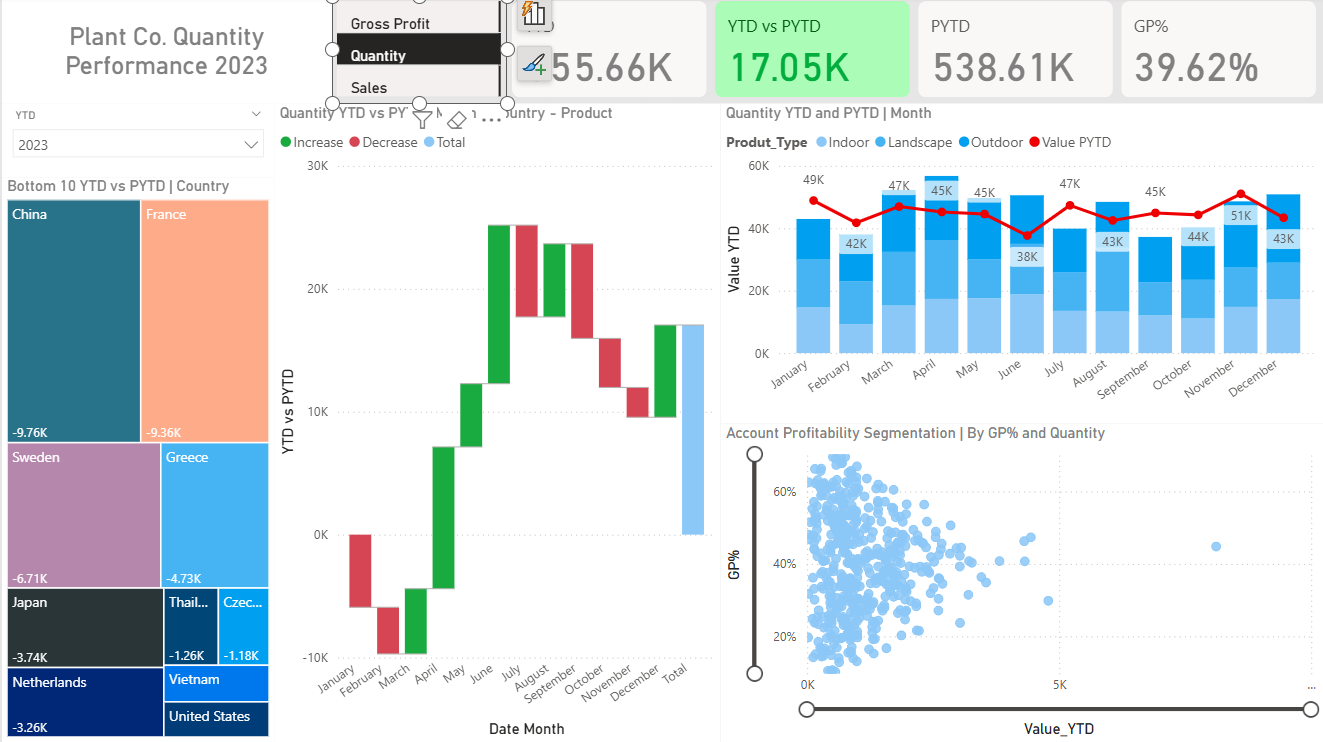 Plant Co. Quantity
Performance 2023
Gross Profit
Quantity
Sales
55.66K
YTD vs PYTD
17.05K
PYTD
538.61K
GP%
39.62%
YTD
2023
Bottom 10 YTD vs PYTD | Country
China
-9.76K
France
-9.36K
Sweden
-6.71K
Greece
-4.73K
Japan
-3.74K
Thail...
-1.26K
Czec...
-1.18K
Netherlands
-3.26K
Vietnam
United States
Quantity YTD vs PY
untry - Product
Increase Decrease Total
YTD vs PYTD
30K
20K
10K
0K
-10K
January
February
March
April
May
June
July
August
September
October
November
December
Total
Date Month
Quantity YTD and PYTD | Month
Produt_Type Indoor Landscape Outdoor Value PYTD
Value YTD
60K
40K
20K
0K
49K
42K
47K
45K
45K
38K
47K
43K
45K
44K
51K
43K
January
February
March
April
May
June
July
August
September
October
November
December
Account Profitability Segmentation | By GP% and Quantity
GP%
60%
40%
20%
0K
5K
...
Value_YTD